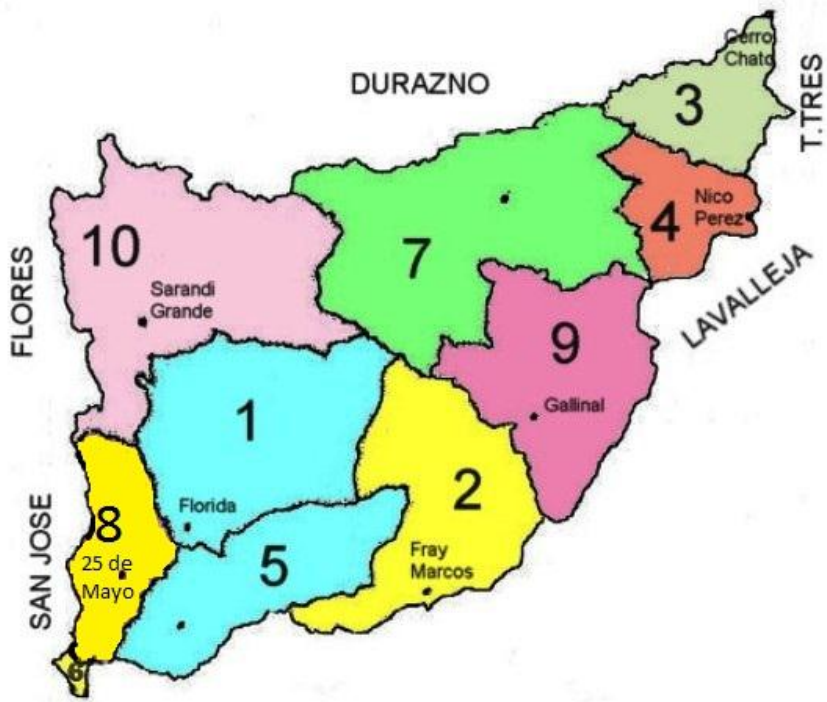 Cerro
Chato
DURAZNO
T.TRES
3
Nico
Perez
4
10
7
FLORES
Sarandi
Grande
LAVALLEJA
9
Gallinal
1
2
SAN JOSE
8
Florida
25 de
Mayo
5
Fray
Marcos
6